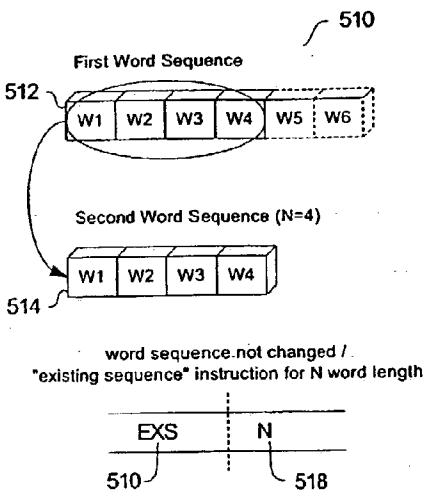 510
First Word Sequence
512
W1 W2 W3 W4 W5 W6
Second Word Sequence (N=4)
W1 W2 W3 W4
514
word sequence not changed /
"existing sequence" instruction for N word length
EXS N
510 518